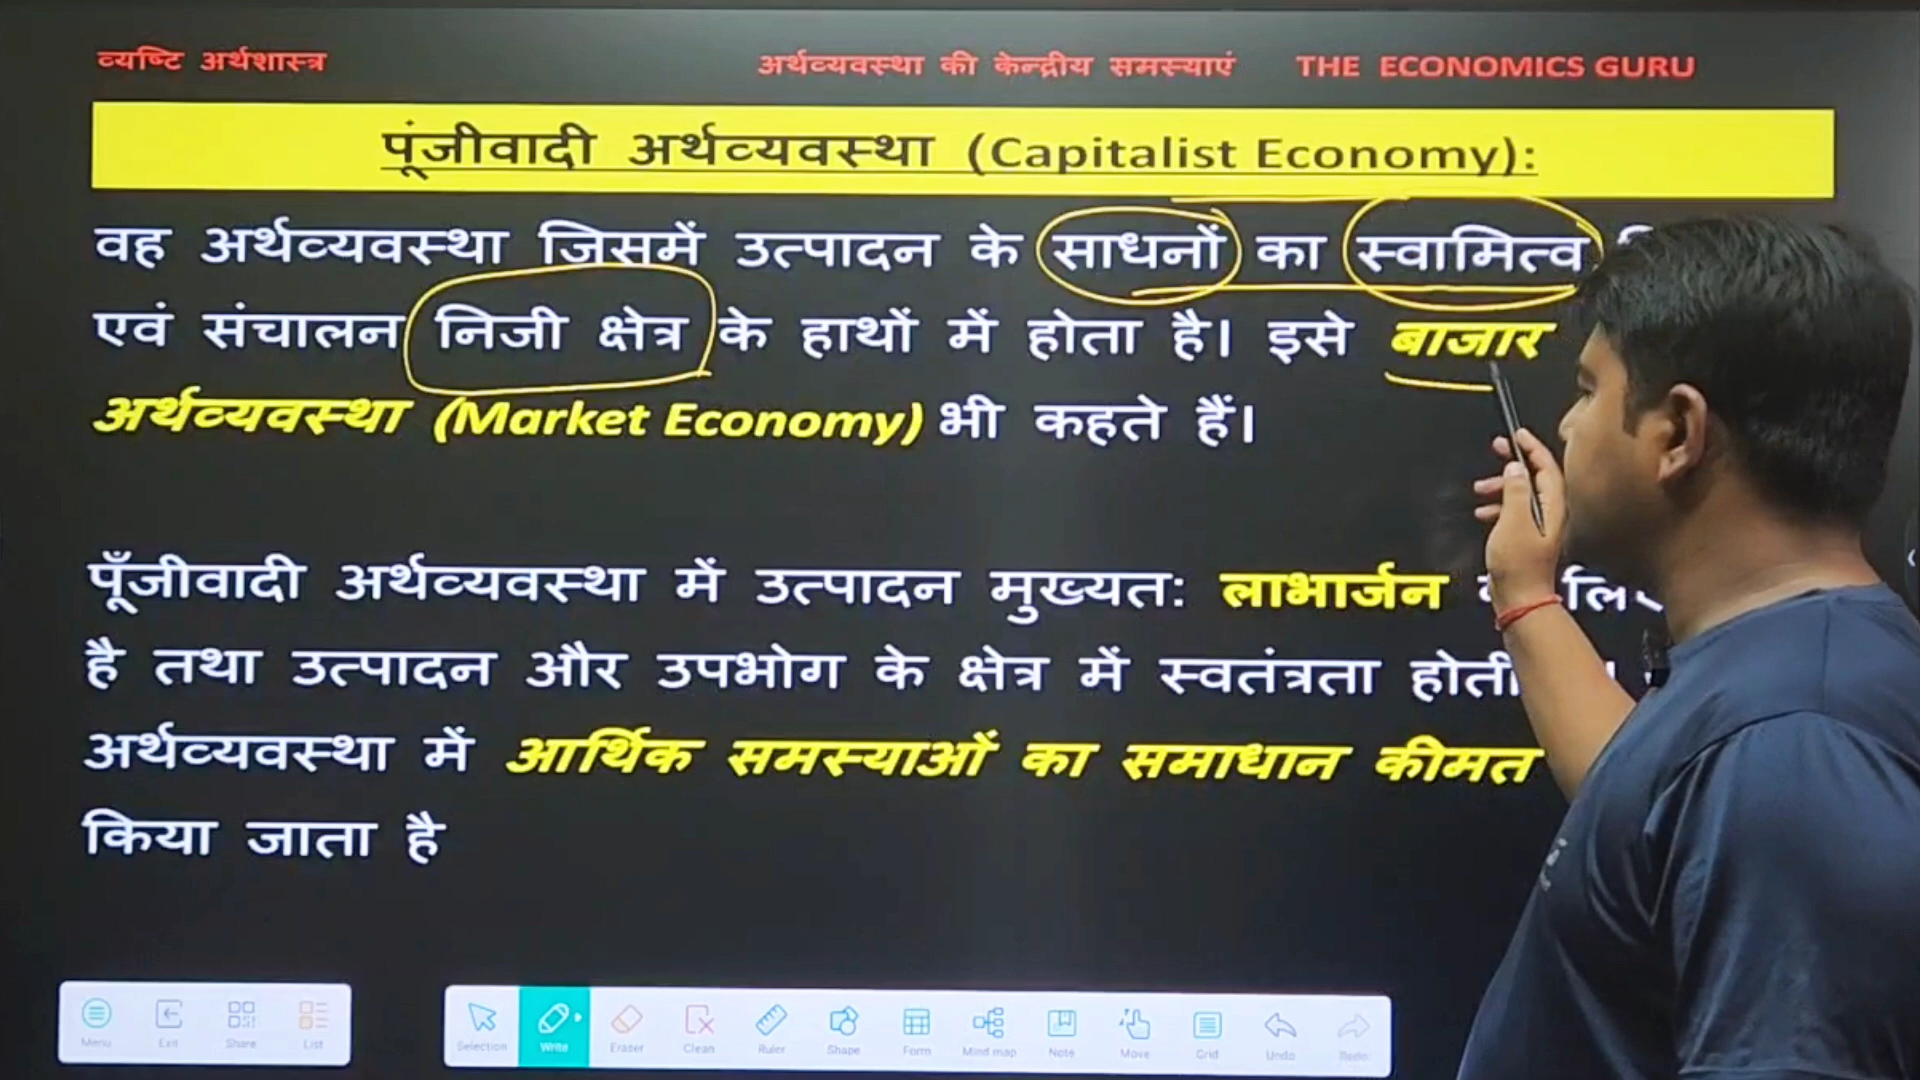 व्यष्टि अर्थशास्त्र अर्थव्यवस्था की केन्द्रीय समस्याएं THE ECONOMICS GURU
पूंजीवादी अर्थव्यवस्था (Capitalist Economy):
वह अर्थव्यवस्था जिसमें उत्पादन के साधनों का स्वामित्व
एवं संचालन निजी क्षेत्र के हाथों में होता है। इसे बाजार
अर्थव्यवस्था (Market Economy) भी कहते हैं।
पूँजीवादी अर्थव्यवस्था में उत्पादन मुख्यत: लाभार्जन
है तथा उत्पादन और उपभोग के क्षेत्र में स्वतंत्रता होती
अर्थव्यवस्था में आर्थिक समस्याओं का समाधान कीमत
किया जाता है
Menu Exit Share List Selection Write Eraser Clean Ruler Shape Form Mind map Note Move Grid Undo Redo